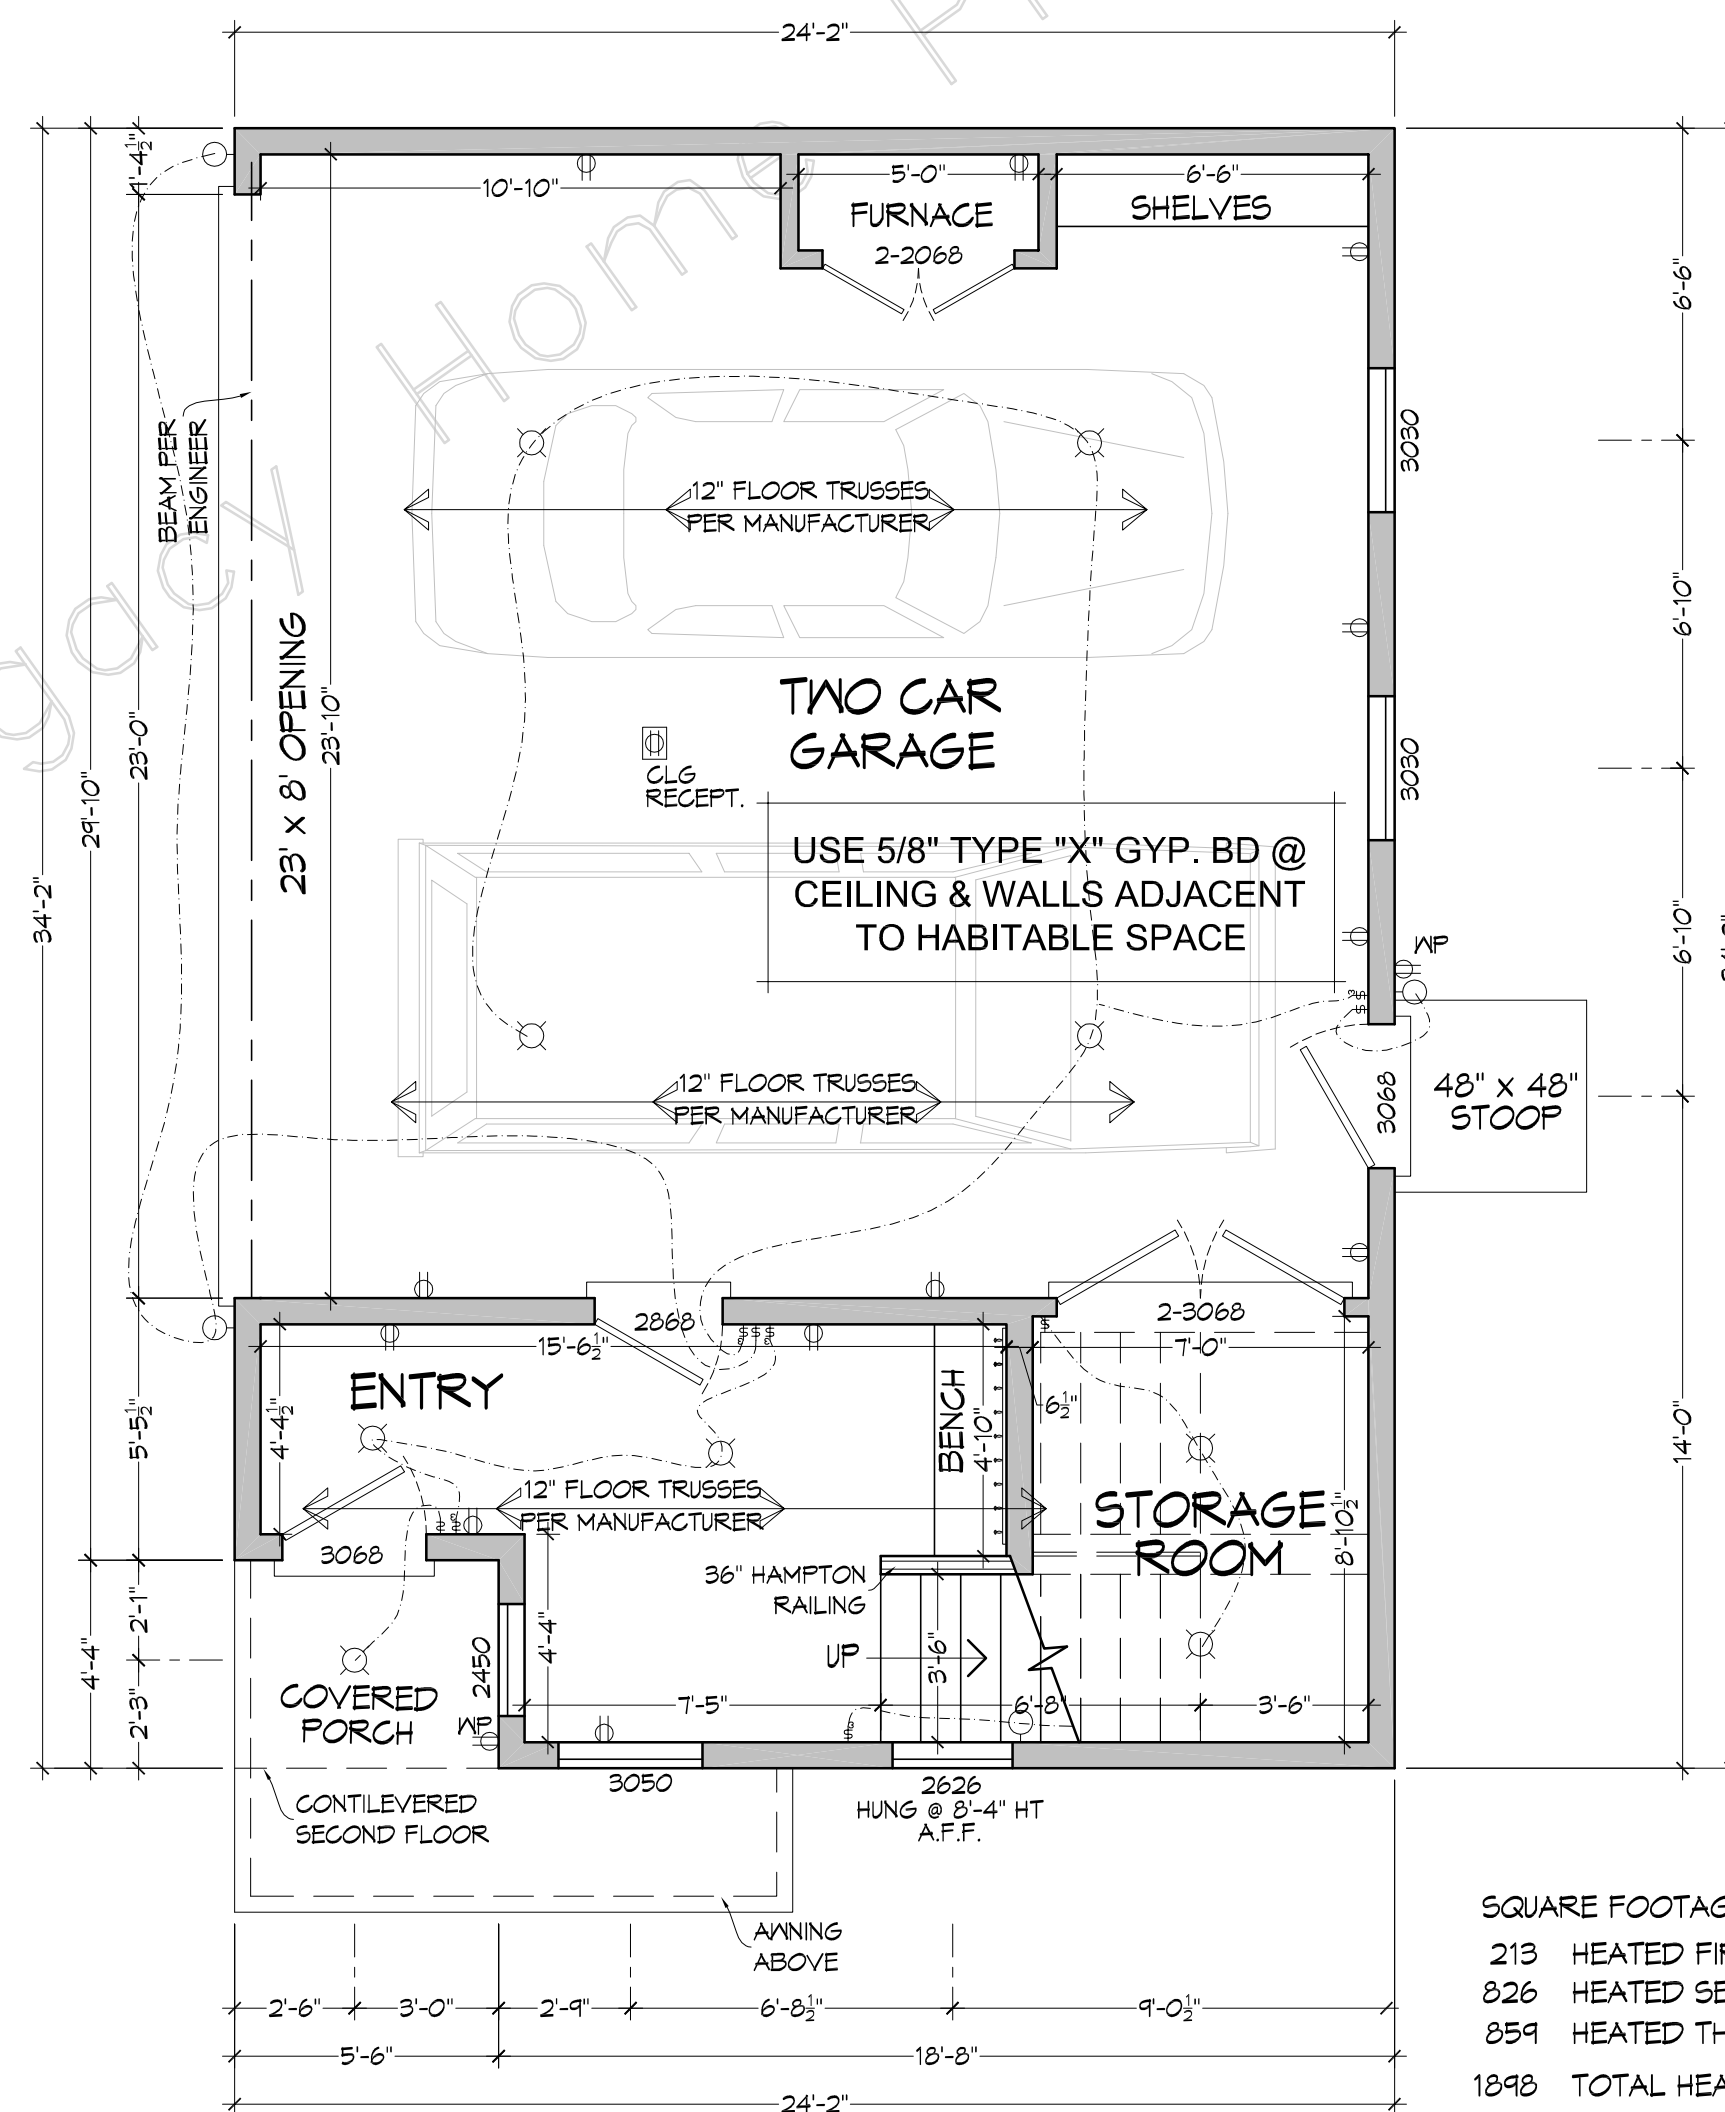 24'-2"
1'-4½"
10'-10"
5'-0"
6'-6"
FURNACE
2-2068
SHELVES
6'-6"
Legacy Home
BEAM PER
ENGINEER
3030
12" FLOOR TRUSSES
PER MANUFACTURER
6'-10"
23' x 8' OPENING
23'-10"
23'-0"
29'-10"
34'-2"
TWO CAR
GARAGE
CLG
RECEPT.
3030
USE 5/8" TYPE "X" GYP. BD @
CEILING & WALLS ADJACENT
TO HABITABLE SPACE
6'-10"
WP
12" FLOOR TRUSSES
PER MANUFACTURER
3068
48" x 48"
STOOP
2868
2-3068
15'-6½"
7'-0"
ENTRY
BENCH
4'-10"
6½"
4'-4½"
5'-5½"
14'-0"
12" FLOOR TRUSSES
PER MANUFACTURER
STORAGE
ROOM
8'-10½"
3068
36" HAMPTON
RAILING
2'-1"
4'-4"
4'-4"
2450
UP
3'-6"
COVERED
PORCH
2'-3"
WP
7'-5"
6'-8"
3'-6"
3050
2626
HUNG @ 8'-4" HT
A.F.F.
CONTILEVERED
SECOND FLOOR
AWNING
ABOVE
SQUARE FOOTAG
213 HEATED FI
826 HEATED SE
859 HEATED TH
1898 TOTAL HEA
2'-6"
3'-0"
2'-9"
6'-8½"
9'-0½"
5'-6"
18'-8"
24'-2"